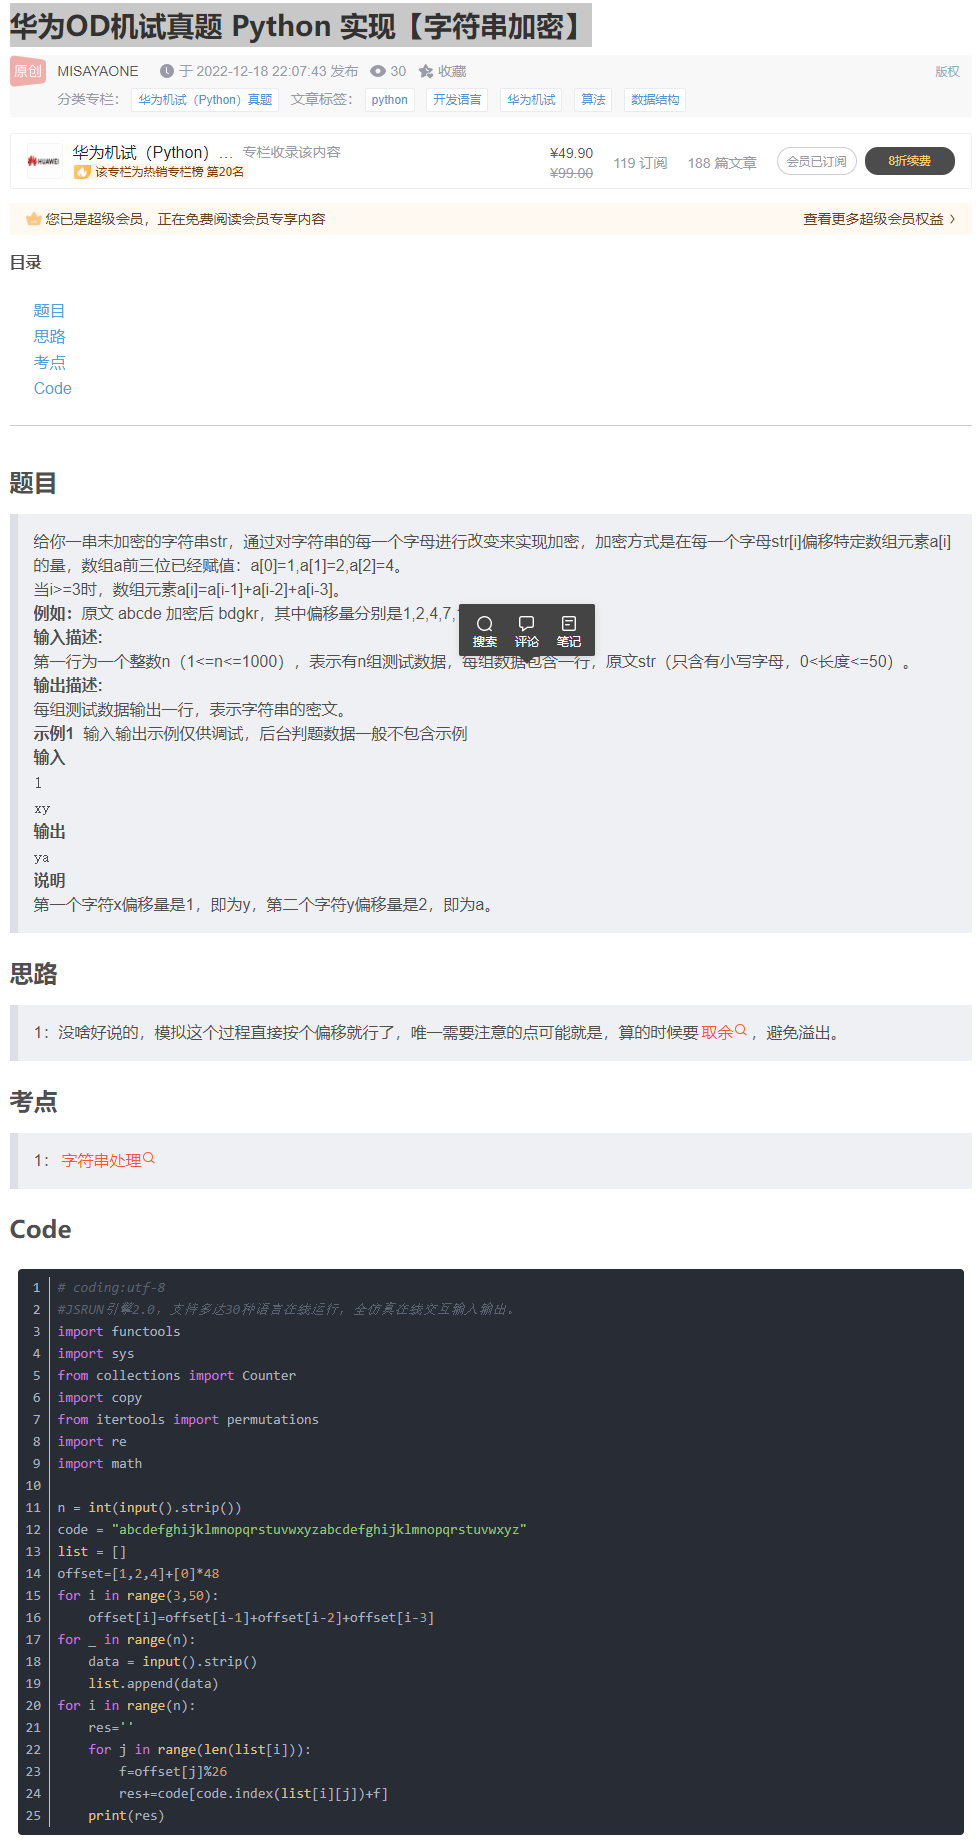 华为OD机试真题 Python 实现【字符串加密】
原创 MISAYAONE 于 2022-12-18 22:07:43 发布 30 收藏 版权
分类专栏： 华为机试（Python）真题 文章标签： python 开发语言 华为机试 算法 数据结构
HUAWEI 华为机试（Python）... 专栏收录该内容
该专栏为热销专栏榜 第20名
¥49.90
¥99.00
119 订阅 188 篇文章 会员已订阅 8折续费
您已是超级会员，正在免费阅读会员专享内容 查看更多超级会员权益
目录
题目
思路
考点
Code
题目
给你一串未加密的字符串str，通过对字符串的每一个字母进行改变来实现加密，加密方式是在每一个字母str[i]偏移特定数组元素a[i]
的量，数组a前三位已经赋值：a[0]=1,a[1]=2,a[2]=4。
当i>=3时，数组元素a[i]=a[i-1]+a[i-2]+a[i-3]。
例如：原文 abcde 加密后 bdgkr，其中偏移量分别是1,2,4,7,
搜索 评论 笔记
输入描述：
第一行为一个整数n（1<=n<=1000），表示有n组测试数据，每组数据包含一行，原文str（只含有小写字母，0<长度<=50）。
输出描述：
每组测试数据输出一行，表示字符串的密文。
示例1 输入输出示例仅供调试，后台判题数据一般不包含示例
输入
1
xy
输出
ya
说明
第一个字符x偏移量是1，即为y，第二个字符y偏移量是2，即为a。
思路
1：没啥好说的，模拟这个过程直接按个偏移就行了，唯一需要注意的点可能就是，算的时候要 取余 ，避免溢出。
考点
1： 字符串处理
Code
1 # coding:utf-8
2 #JSRUN引擎2.0，支持多达30种语言在线运行，全仿真在线交互输入输出。
3 import functools
4 import sys
5 from collections import Counter
6 import copy
7 from itertools import permutations
8 import re
9 import math
10
11 n = int(input().strip())
12 code = "abcdefghijklmnopqrstuvwxyzabcdefghijklmnopqrstuvwxyz"
13 list = []
14 offset=[1,2,4]+[0]*48
15 for i in range(3,50):
16     offset[i]=offset[i-1]+offset[i-2]+offset[i-3]
17 for _ in range(n):
18     data = input().strip()
19     list.append(data)
20 for i in range(n):
21     res=''
22     for j in range(len(list[i])):
23         f=offset[j]%26
24         res+=code[code.index(list[i][j])+f]
25     print(res)